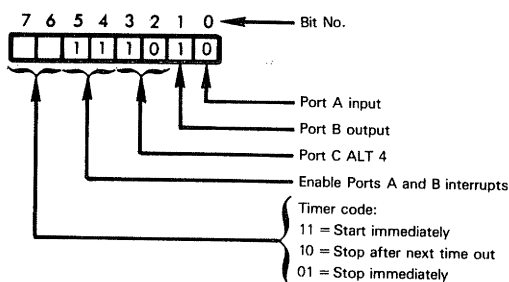 7 6 5 4 3 2 1 0 Bit No.
1 1 1 0 1 0
Port A input
Port B output
Port C ALT 4
Enable Ports A and B interrupts
Timer code:
11 = Start immediately
10 = Stop after next time out
01 = Stop immediately